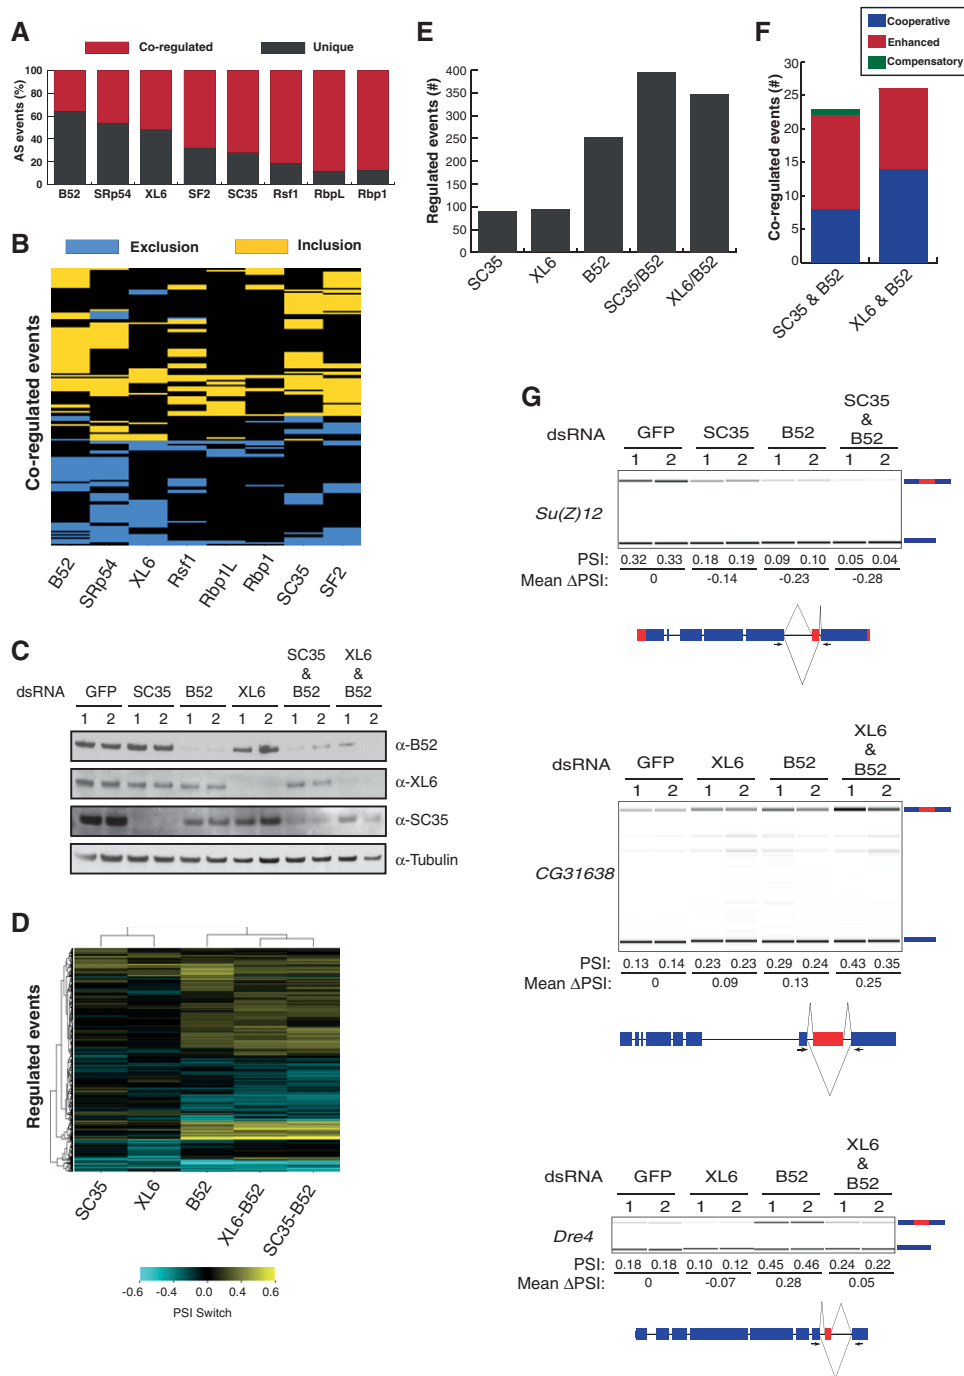 A
Co-regulated
Unique
AS events (%)
100
80
60
40
20
0
B52 SRp54 XL6 SF2 SC35 Rsf1 RbpL Rbp1
B
Exclusion
Inclusion
Co-regulated events
B52 SRp54 XL6 Rsf1 Rbp1L Rbp1 SC35 SF2
C
dsRNA
GFP SC35 B52 XL6 SC35 & B52 XL6 & B52
1 2 1 2 1 2 1 2 1 2 1 2
α-B52
α-XL6
α-SC35
α-Tubulin
D
Regulated events
SC35 XL6 B52 XL6-B52 SC35-B52
-0.6 -0.4 0.0 0.4 0.6
PSI Switch
E
Regulated events (#)
400
350
300
250
200
150
100
50
0
SC35 XL6 B52 SC35/B52 XL6/B52
F
Cooperative
Enhanced
Compensatory
Co-regulated events (#)
30
25
20
15
10
5
0
SC35 & B52 XL6 & B52
G
dsRNA
GFP SC35 B52 SC35 & B52
1 2 1 2 1 2 1 2
Su(Z)12
PSI: 0.32 0.33 0.18 0.19 0.09 0.10 0.05 0.04
Mean ΔPSI: 0 -0.14 -0.23 -0.28
dsRNA
GFP XL6 B52 XL6 & B52
1 2 1 2 1 2 1 2
CG31638
PSI: 0.13 0.14 0.23 0.23 0.29 0.24 0.43 0.35
Mean ΔPSI: 0 0.09 0.13 0.25
dsRNA
GFP XL6 B52 XL6 & B52
1 2 1 2 1 2 1 2
Dre4
PSI: 0.18 0.18 0.10 0.12 0.45 0.46 0.24 0.22
Mean ΔPSI: 0 -0.07 0.28 0.05